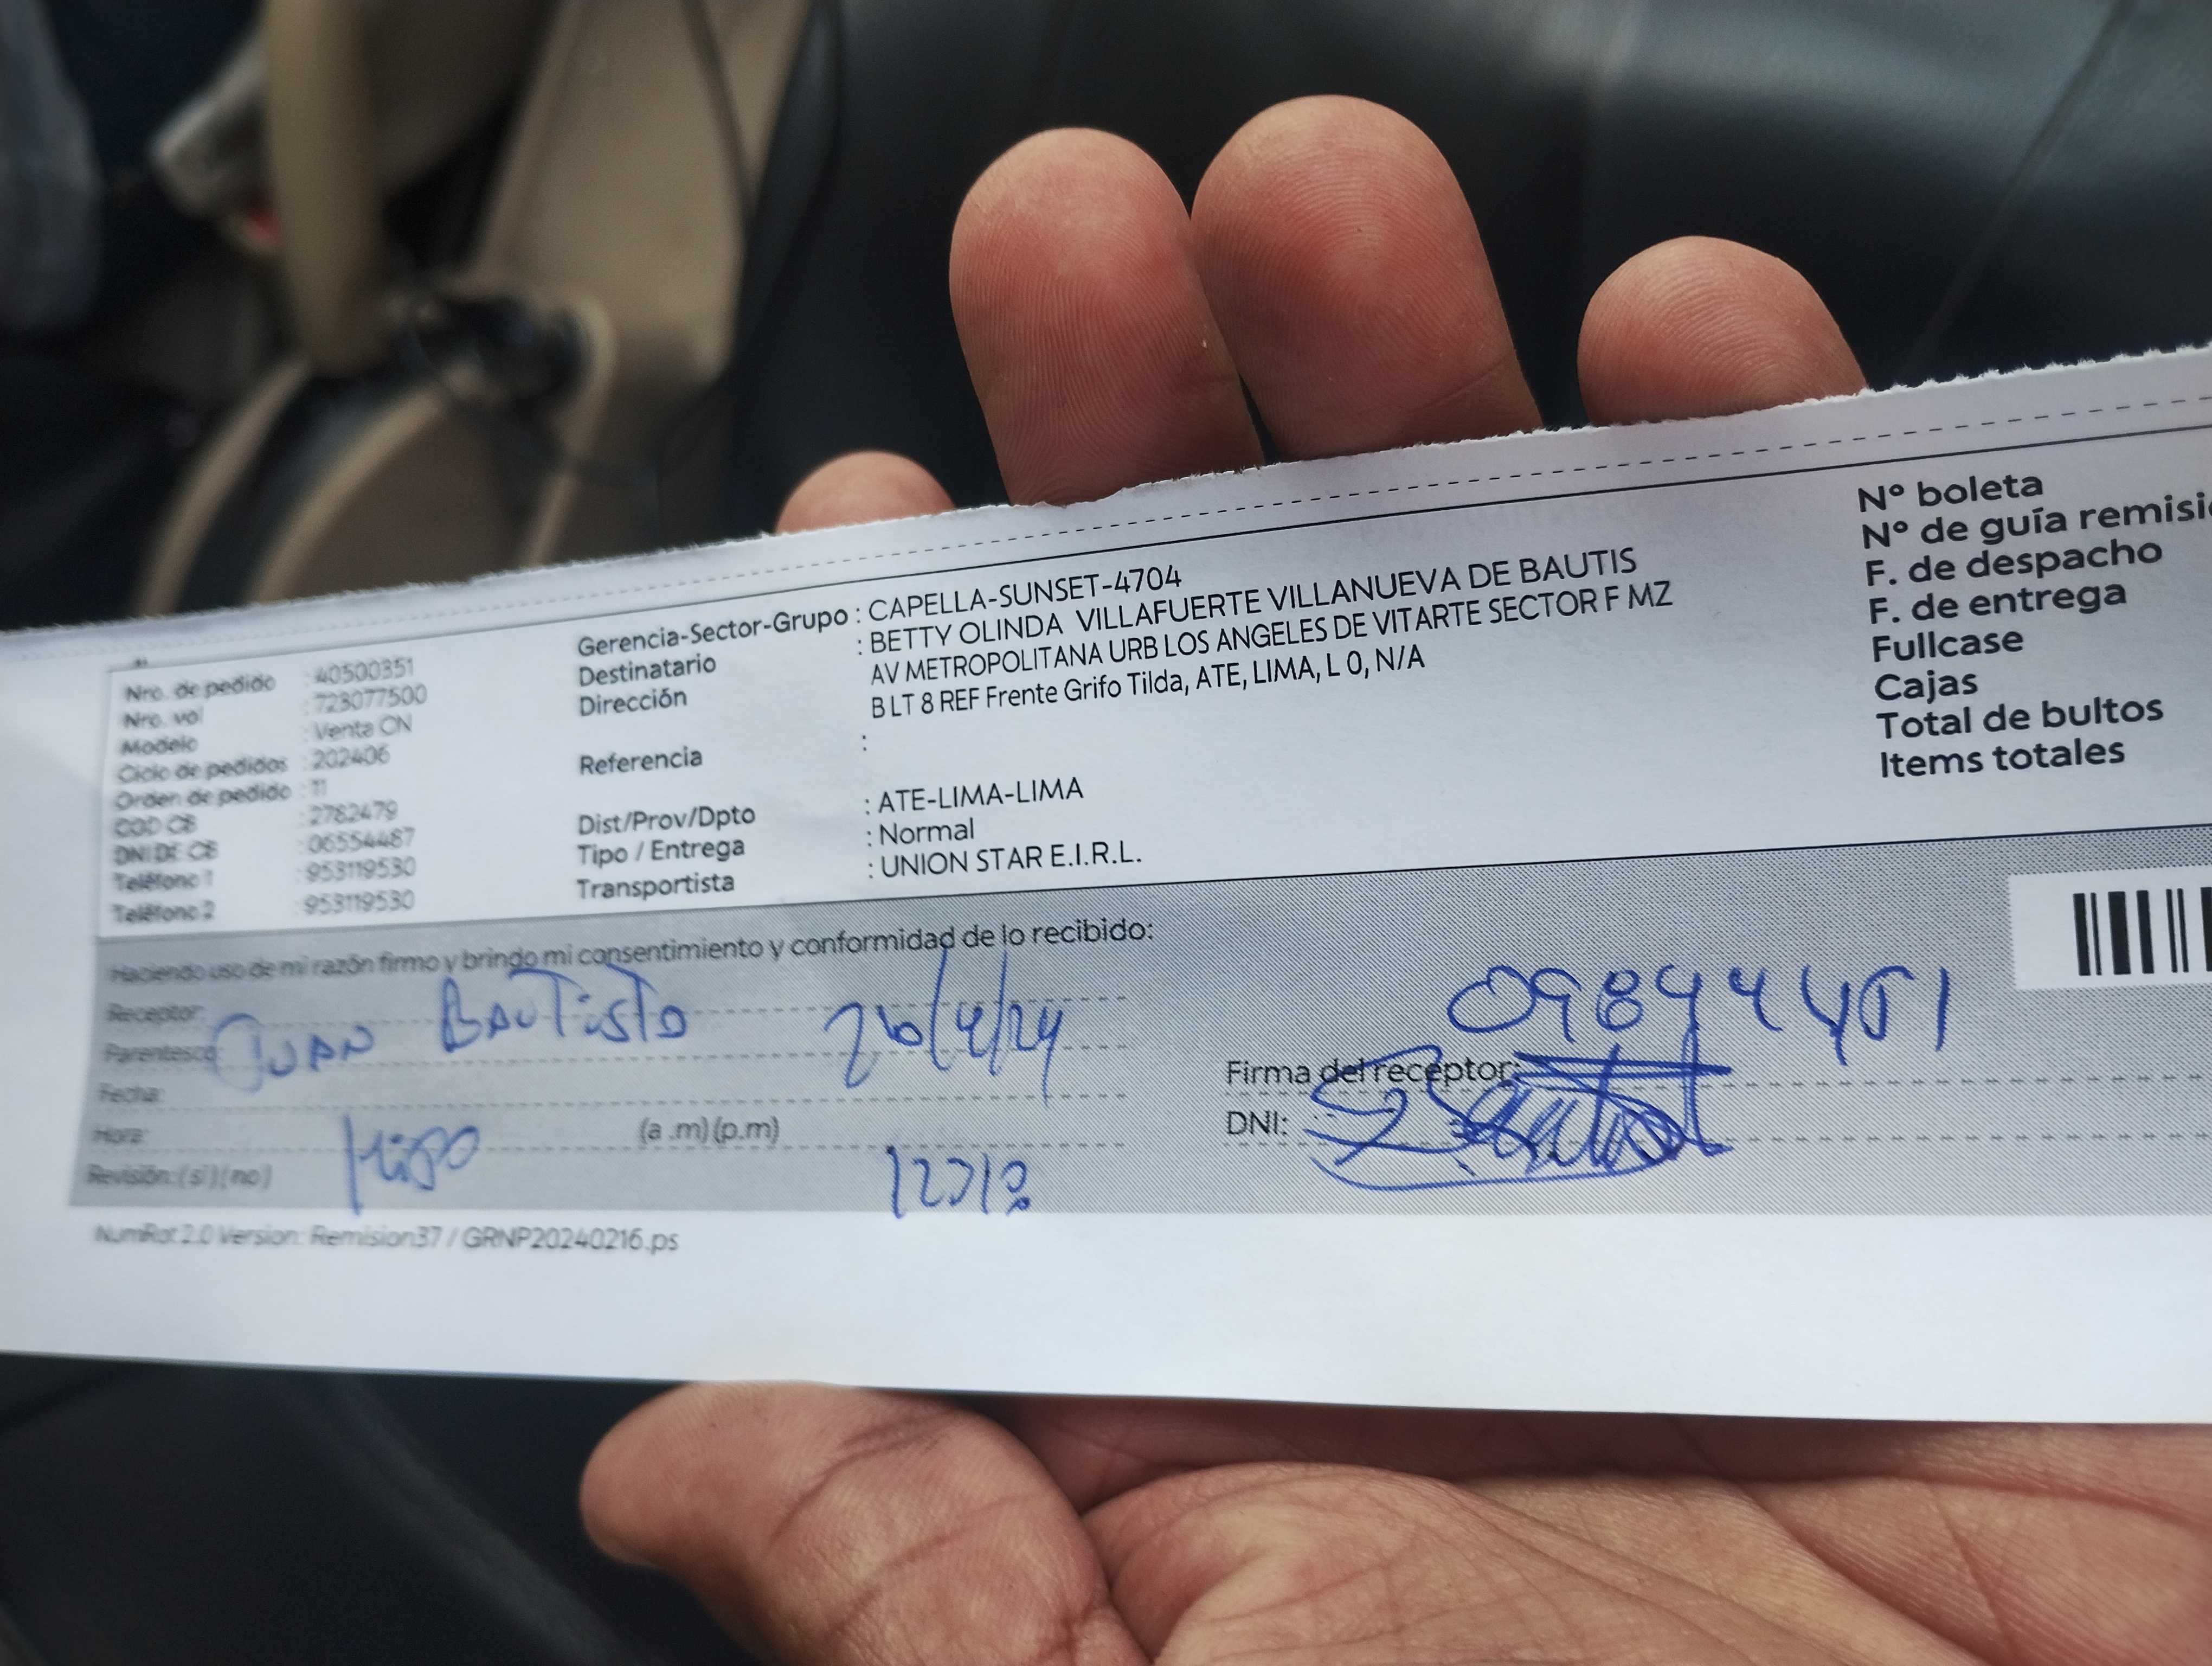 Nro. de pedido : 40500351
Nro. vol : 723077500
Modelo : Venta CN
Ciclo de pedidos : 202406
Orden de pedido : 11
COD CB : 2782479
DNI DE CB : 06554487
Teléfono 1 : 953119530
Teléfono 2 : 953119530
Gerencia-Sector-Grupo : CAPELLA-SUNSET-4704
Destinatario : BETTY OLINDA VILLAFUERTE VILLANUEVA DE BAUTIS
Dirección AV METROPOLITANA URB LOS ANGELES DE VITARTE SECTOR F MZ
B LT 8 REF Frente Grifo Tilda, ATE, LIMA, L 0, N/A
Referencia :
Dist/Prov/Dpto : ATE-LIMA-LIMA
Tipo / Entrega : Normal
Transportista : UNION STAR E.I.R.L.
Nº boleta
Nº de guía remisi
F. de despacho
F. de entrega
Fullcase
Cajas
Total de bultos
Items totales
Haciendo uso de mi razón firmo y brindo mi consentimiento y conformidad de lo recibido:
Receptor:
Parentesco: JUAN BAUTISTA 26/4/24
Fecha:
Hora: (a .m) (p.m)
Revisión: (si) (no)
Firma del receptor:
DNI:
NumRot 2.0 Version: Remision37 / GRNP20240216.ps